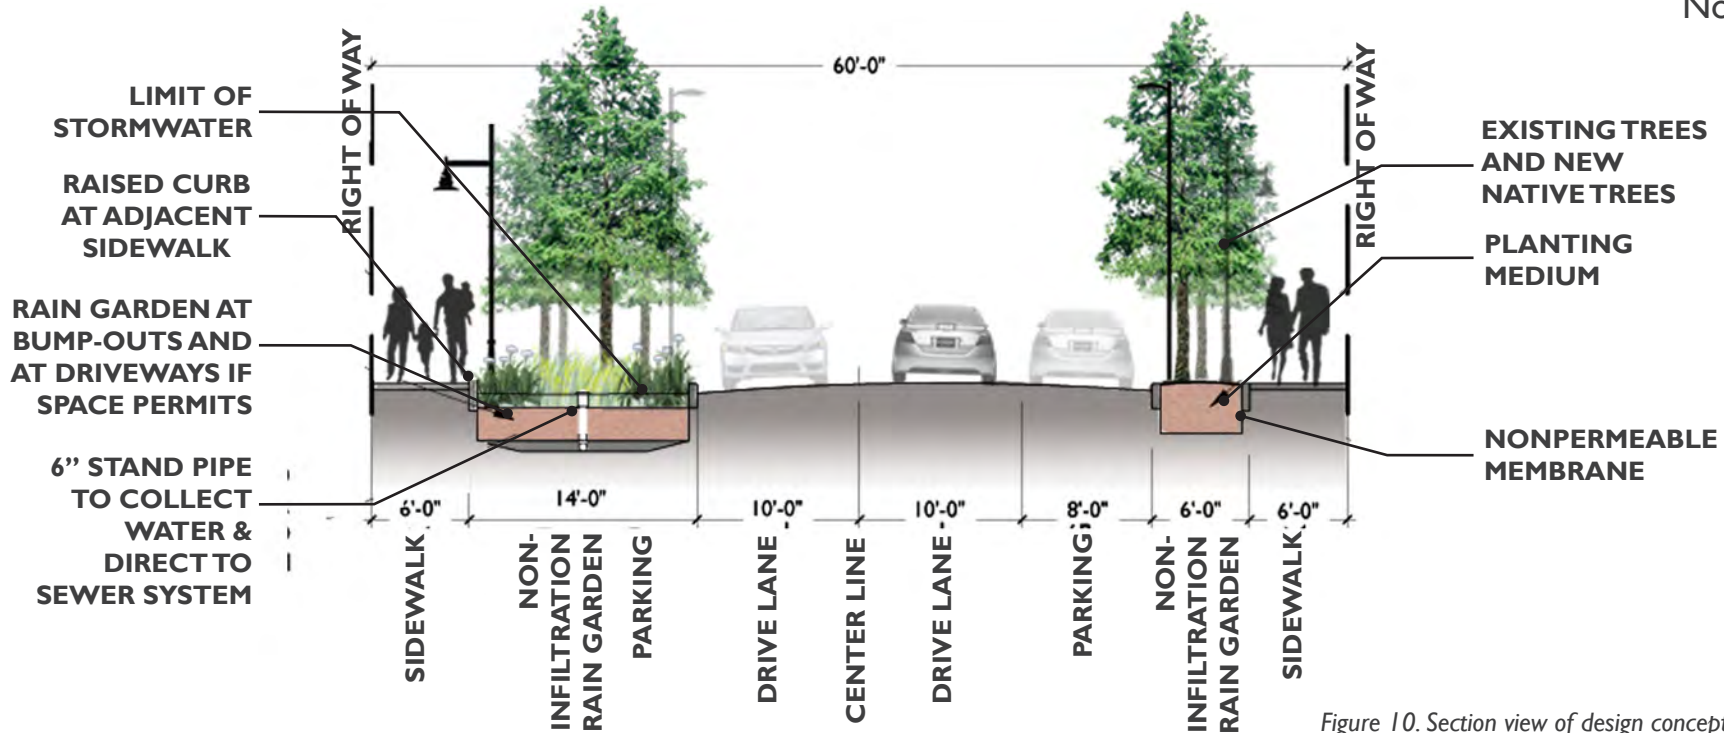 No
60'-0"
RIGHT OF WAY
LIMIT OF
STORMWATER
RAISED CURB
AT ADJACENT
SIDEWALK
RAIN GARDEN AT
BUMP-OUTS AND
AT DRIVEWAYS IF
SPACE PERMITS
6” STAND PIPE
TO COLLECT
WATER &
DIRECT TO
SEWER SYSTEM
RIGHT OF WAY
EXISTING TREES
AND NEW
NATIVE TREES
PLANTING
MEDIUM
NONPERMEABLE
MEMBRANE
6'-0"
14'-0"
10'-0"
10'-0"
8'-0"
6'-0"
6'-0"
SIDEWALK
NON-
INFILTRATION
RAIN GARDEN
PARKING
DRIVE LANE
CENTER LINE
DRIVE LANE
PARKING
NON-
INFILTRATION
RAIN GARDEN
SIDEWALK
Figure 10. Section view of design concept